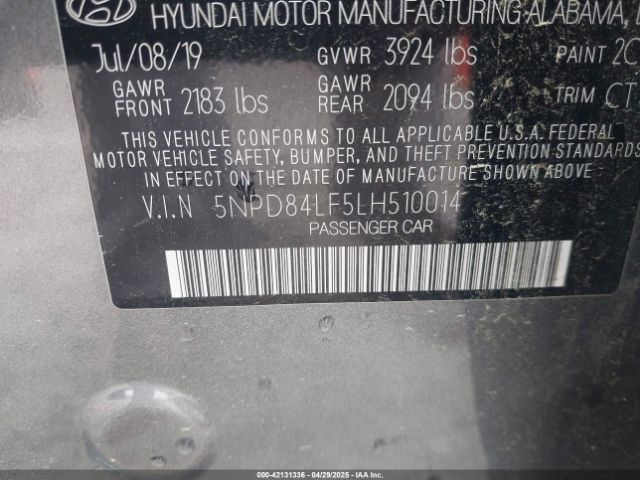 HYUNDAI MOTOR MANUFACTURING ALABAMA,
Jul/08/19 GVWR 3924 lbs PAINT 2C
GAWR FRONT 2183 lbs GAWR REAR 2094 lbs TRIM CT
THIS VEHICLE CONFORMS TO ALL APPLICABLE U.S.A. FEDERAL
MOTOR VEHICLE SAFETY, BUMPER, AND THEFT PREVENTION STANDARDS
IN EFFECT ON THE DATE OF MANUFACTURE SHOWN ABOVE
V.I.N 5NPD84LF5LH510014
PASSENGER CAR
000-42131336 04/29/2025 IAA Inc.